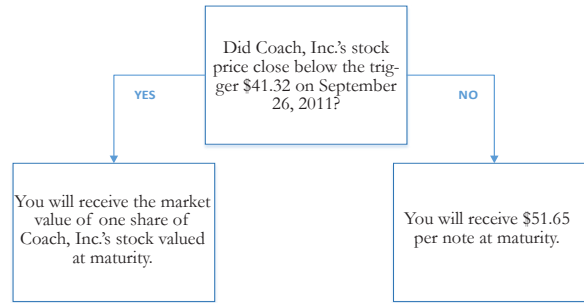 Did Coach, Inc.'s stock
price close below the trig-
ger $41.32 on September
26, 2011?
YES
NO
You will receive the market
value of one share of
Coach, Inc.'s stock valued
at maturity.
You will receive $51.65
per note at maturity.